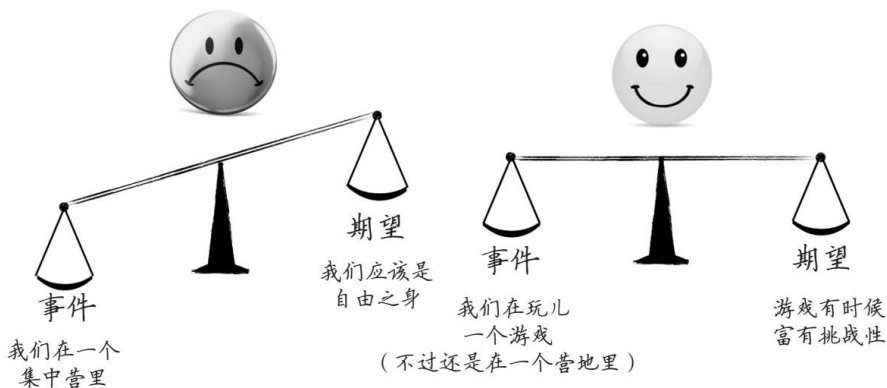 期望
我们应该是
自由之身
事件
我们在一个
集中营里
事件
我们在玩儿
一个游戏
（不过还是在一个营地里）
期望
游戏有时候
富有挑战性